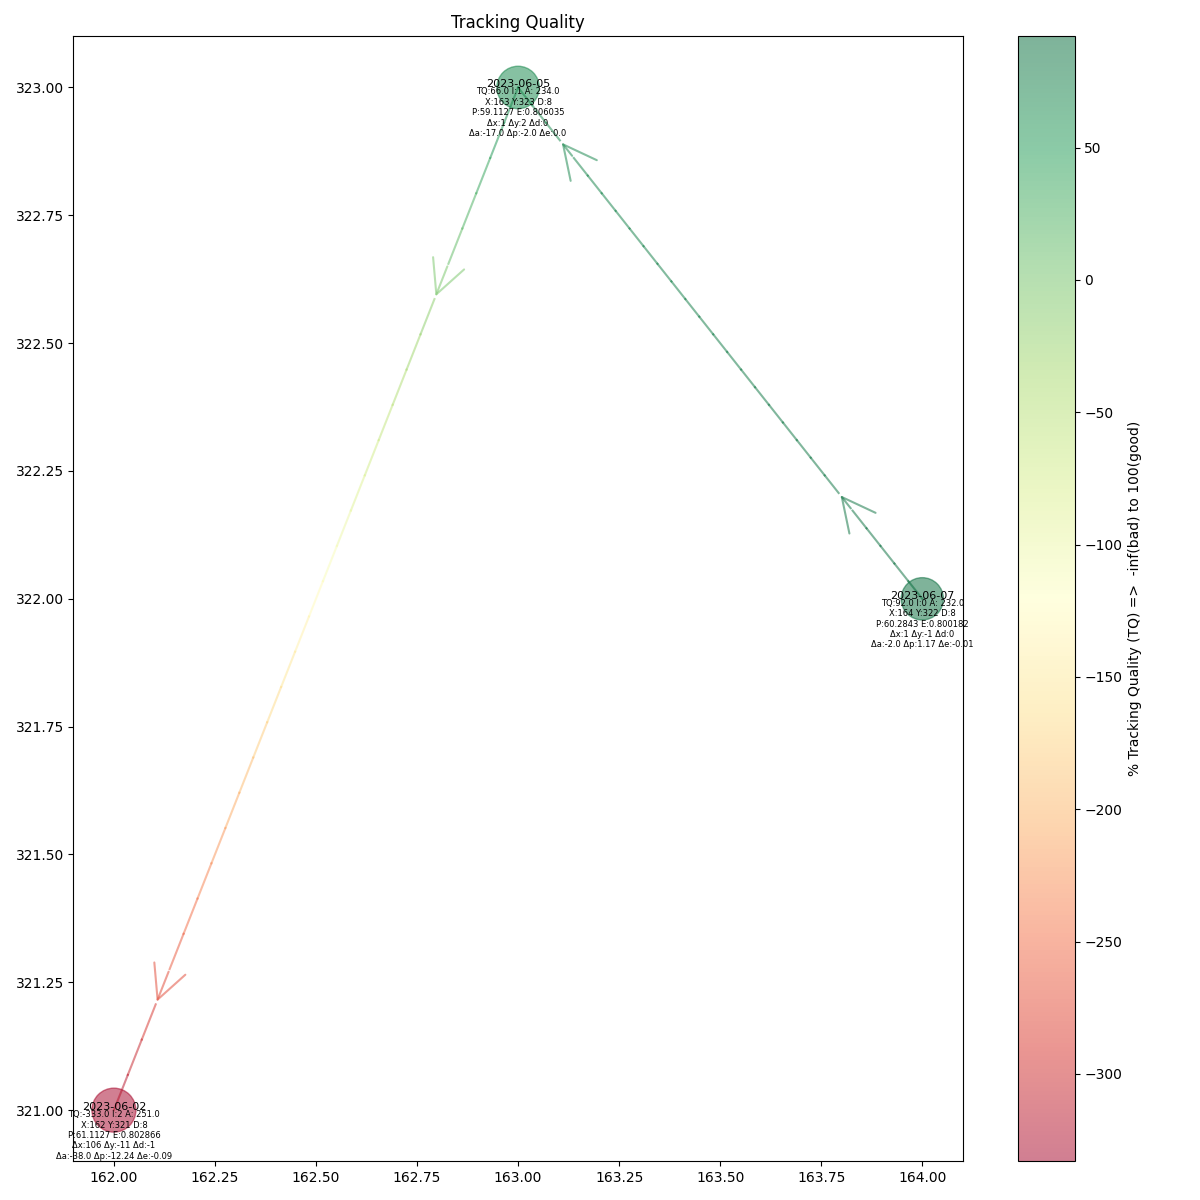 Tracking Quality
323.00
322.75
322.50
322.25
322.00
321.75
321.50
321.25
321.00
2023-06-05
TQ:66.0 I:1 A: 234.0
X:163 Y:323 D:8
P:59.1127 E:0.806035
Δx:1 Δy:2 Δd:0
Δa:-17.0 Δp:-2.0 Δe:0.0
2023-06-07
TQ:92.0 I:0 A: 232.0
X:164 Y:322 D:8
P:60.2843 E:0.800182
Δx:1 Δy:-1 Δd:0
Δa:-2.0 Δp:1.17 Δe:-0.01
2023-06-02
TQ:-333.0 I:2 A: 251.0
X:162 Y:321 D:8
P:61.1127 E:0.802866
Δx:106 Δy:-11 Δd:-1
Δa:-38.0 Δp:-12.24 Δe:-0.09
162.00 162.25 162.50 162.75 163.00 163.25 163.50 163.75 164.00
50
0
−50
−100
−150
−200
−250
−300
% Tracking Quality (TQ) => -inf(bad) to 100(good)